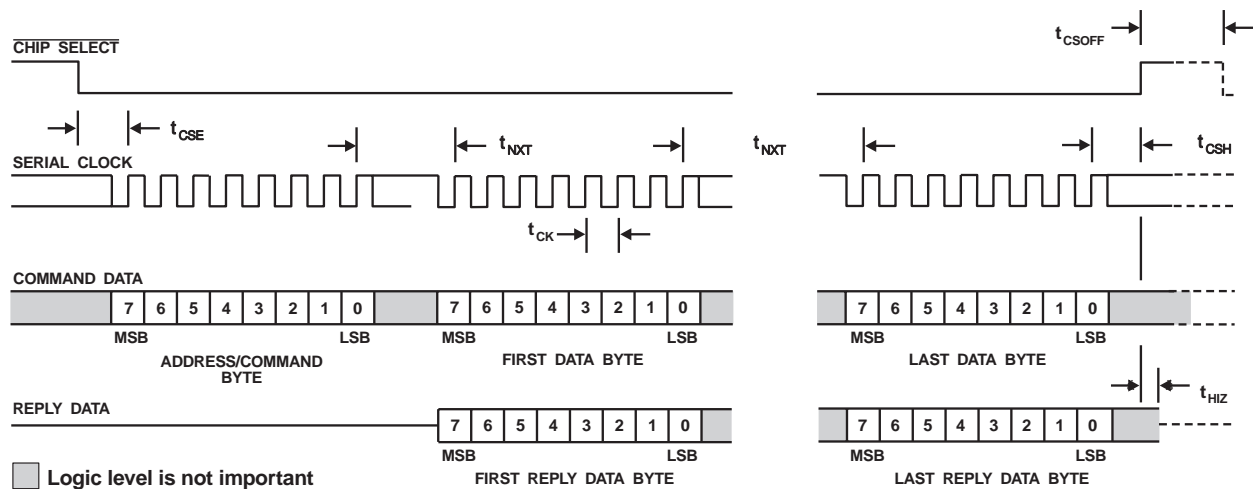 CHIP SELECT
tCSOFF
tCSE
tNXT
tNXT
tCSH
SERIAL CLOCK
tCK
COMMAND DATA
7 6 5 4 3 2 1 0 7 6 5 4 3 2 1 0 7 6 5 4 3 2 1 0
MSB LSB MSB LSB MSB LSB
ADDRESS/COMMAND
BYTE
FIRST DATA BYTE
LAST DATA BYTE
tHIZ
REPLY DATA
7 6 5 4 3 2 1 0 7 6 5 4 3 2 1 0
MSB LSB MSB LSB
Logic level is not important
FIRST REPLY DATA BYTE
LAST REPLY DATA BYTE